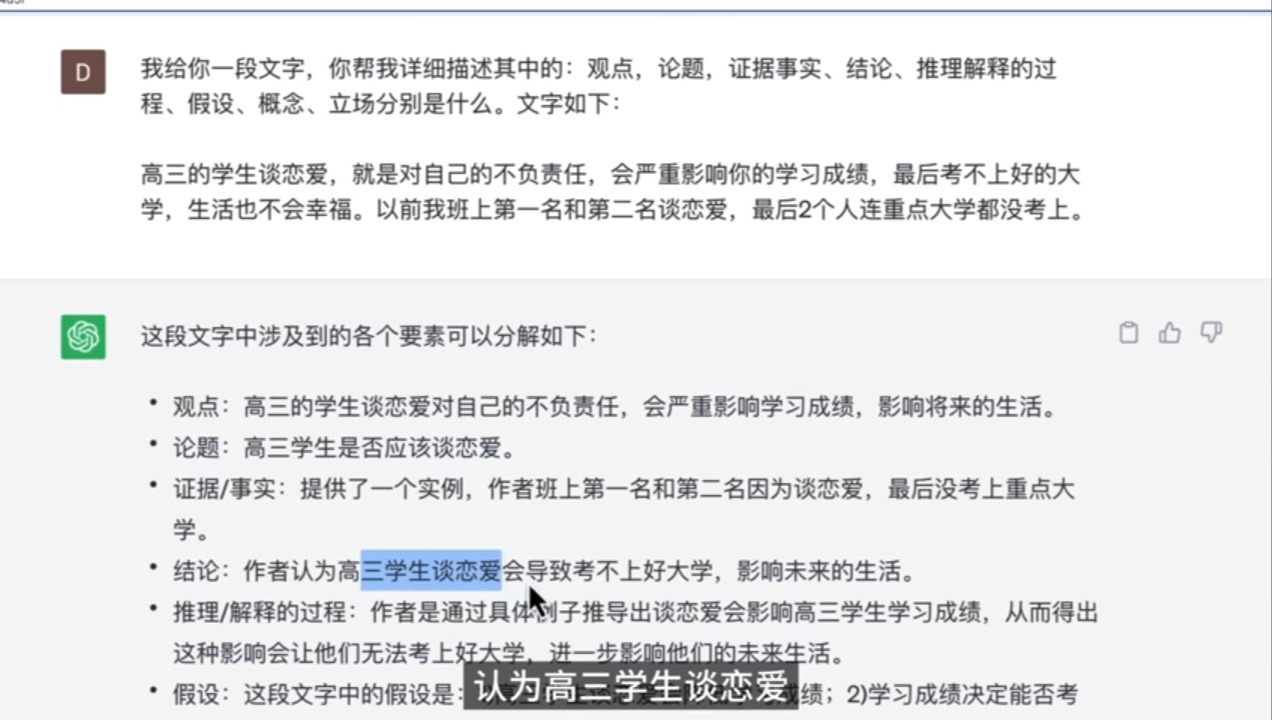 D
我给你一段文字，你帮我详细描述其中的：观点，论题，证据事实、结论、推理解释的过
程、假设、概念、立场分别是什么。文字如下：
高三的学生谈恋爱，就是对自己的不负责任，会严重影响你的学习成绩，最后考不上好的大
学，生活也不会幸福。以前我班上第一名和第二名谈恋爱，最后2个人连重点大学都没考上。
这段文字中涉及到的各个要素可以分解如下：
• 观点：高三的学生谈恋爱对自己的不负责任，会严重影响学习成绩，影响将来的生活。
• 论题：高三学生是否应该谈恋爱。
• 证据/事实：提供了一个实例，作者班上第一名和第二名因为谈恋爱，最后没考上重点大
学。
• 结论：作者认为高三学生谈恋爱会导致考不上好大学，影响未来的生活。
• 推理/解释的过程：作者是通过具体例子推导出谈恋爱会影响高三学生学习成绩，从而得出
这种影响会让他们无法考上好大学，进一步影响他们的未来生活。
• 假设：这段文字中的假设是： 成绩；2)学习成绩决定能否考
认为高三学生谈恋爱